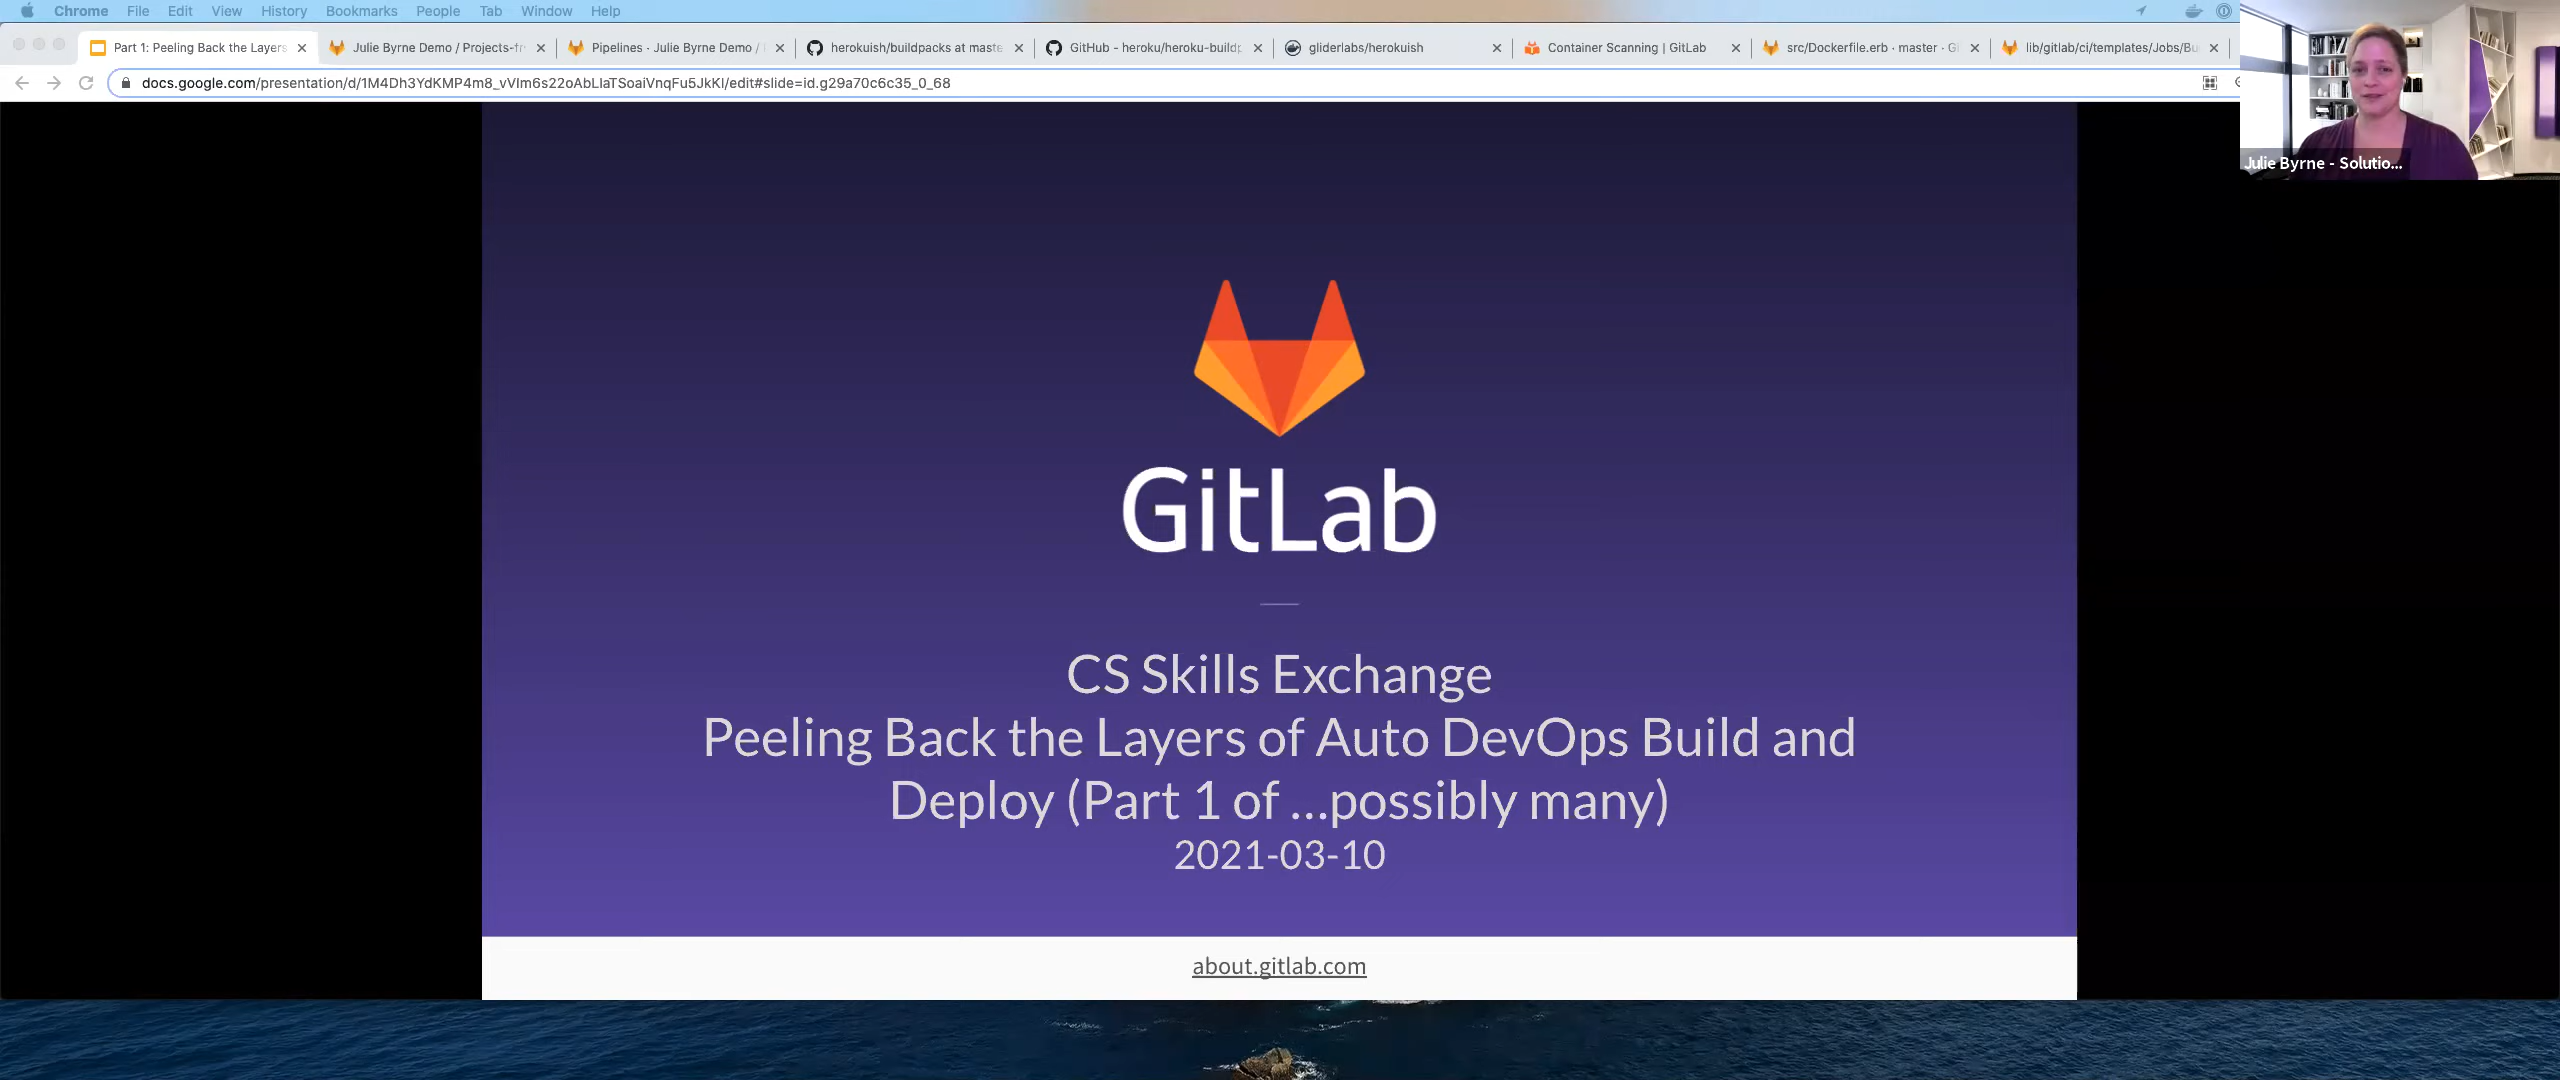 Chrome File Edit View History Bookmarks People Tab Window Help
Part 1: Peeling Back the Layers
Julie Byrne Demo / Projects-fr
Pipelines · Julie Byrne Demo /
herokuish/buildpacks at maste
GitHub - heroku/heroku-buildp
gliderlabs/herokuish
Container Scanning | GitLab
src/Dockerfile.erb · master · Gi
lib/gitlab/ci/templates/Jobs/Bu
docs.google.com/presentation/d/1M4Dh3YdKMP4m8_vVIm6s22oAbLIaTSoaiVnqFu5JkKI/edit#slide=id.g29a70c6c35_0_68
Julie Byrne - Solutio...
GitLab
CS Skills Exchange
Peeling Back the Layers of Auto DevOps Build and
Deploy (Part 1 of ...possibly many)
2021-03-10
about.gitlab.com